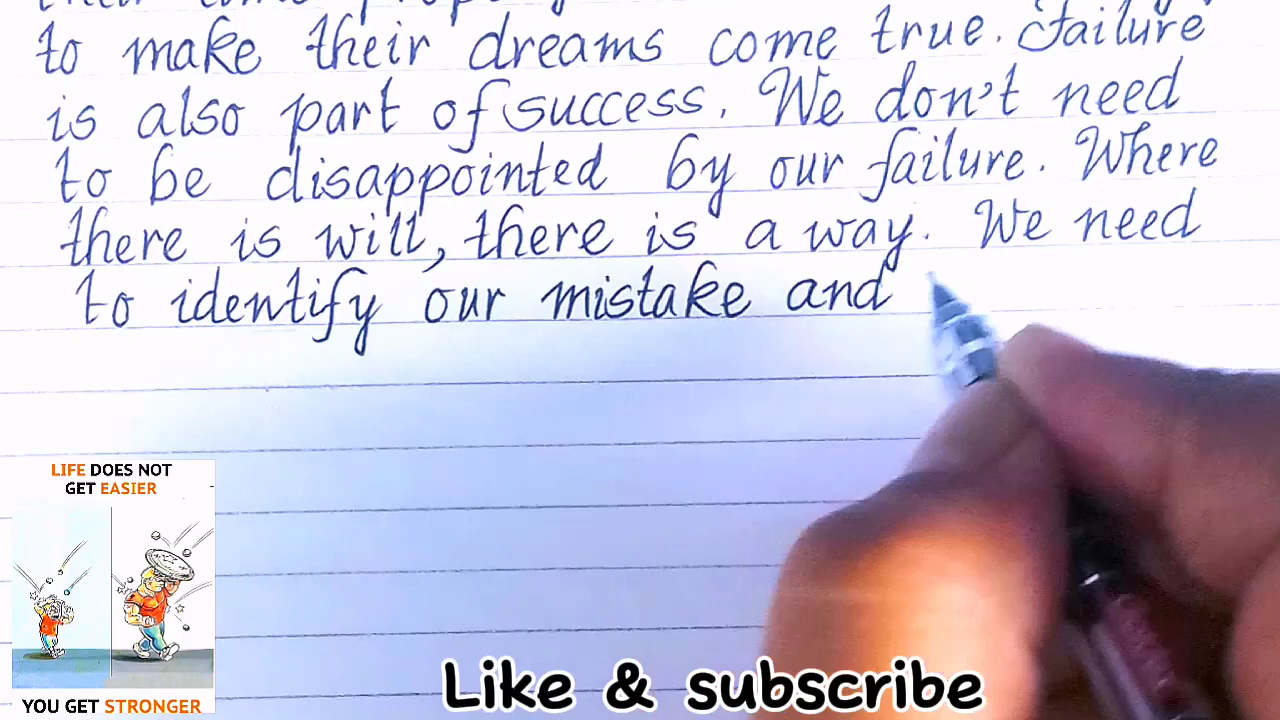 to make their dreams come true. Failure
is also part of success. We don't need
to be disappointed by our failure. Where
there is will, there is a way. We need
to identify our mistake and
LIFE DOES NOT
GET EASIER
YOU GET STRONGER
Like & subscribe